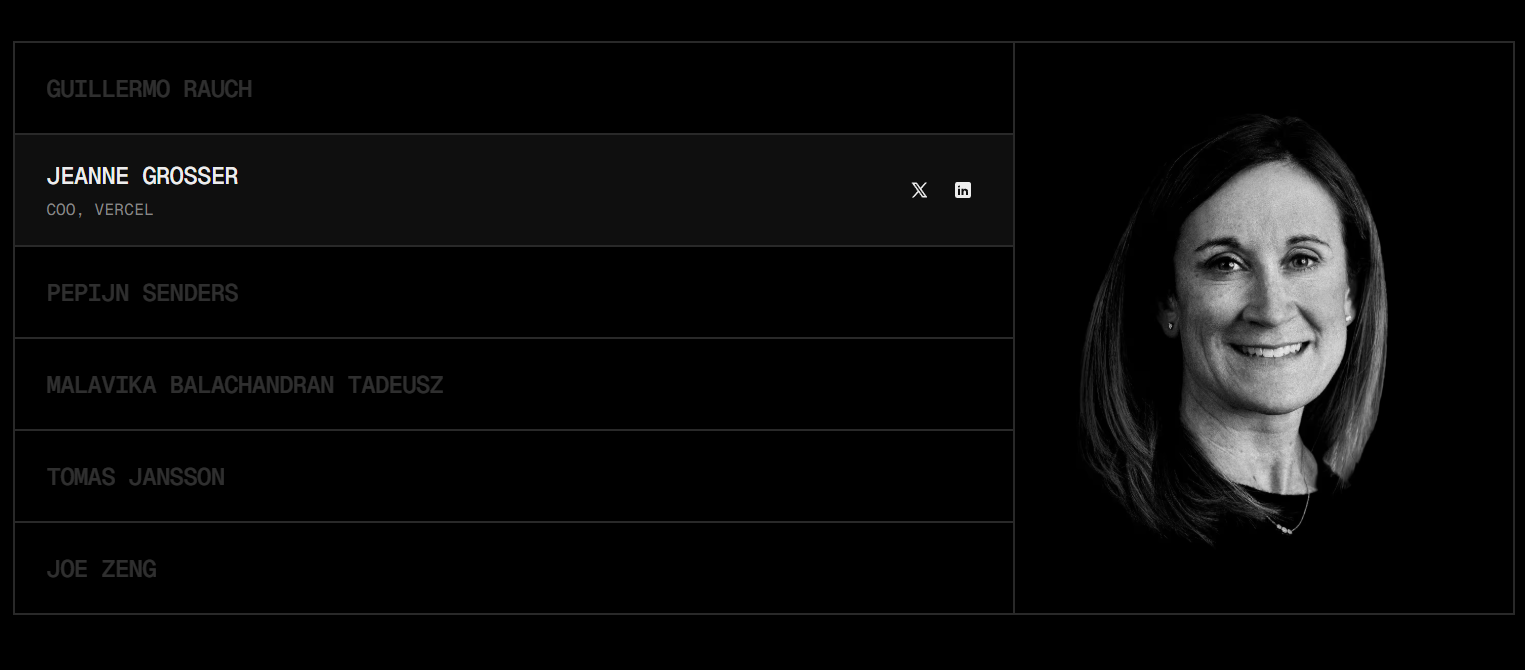 GUILLERMO RAUCH
JEANNE GROSSER
COO, VERCEL
PEPIJN SENDERS
MALAVIKA BALACHANDRAN TADEUSZ
TOMAS JANSSON
JOE ZENG